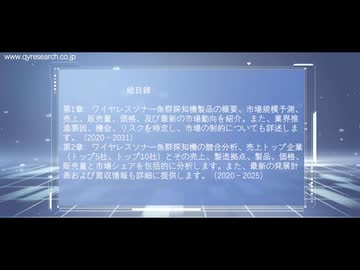 www.qyresearch.co.jp
総目録
第1章　ワイヤレスソナー魚群探知機製品の概要、市場規模予測、
売上、販売量、価格、及び最新の市場動向を紹介。また、業界推
進要因、機会、リスクを特定し、市場の制約についても詳述しま
す。（2020‐2031）
第2章　ワイヤレスソナー魚群探知機の競合分析、売上トップ企業
（トップ5社、トップ10社）とその売上、製造拠点、製品、価格、
販売量と市場シェアを包括的に分析します。また、最新の発展計
画および買収情報も詳細に提供します。（2020‐2025）